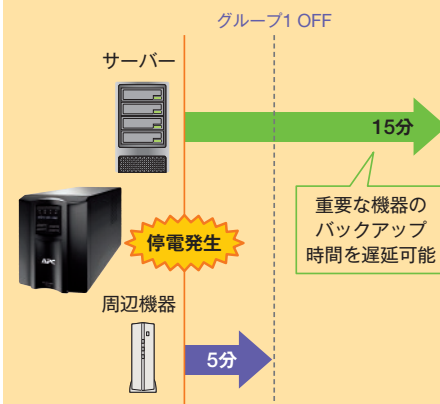 グループ1 OFF
サーバー
15分
重要な機器の
バックアップ
時間を遅延可能
APC
停電発生
周辺機器
5分